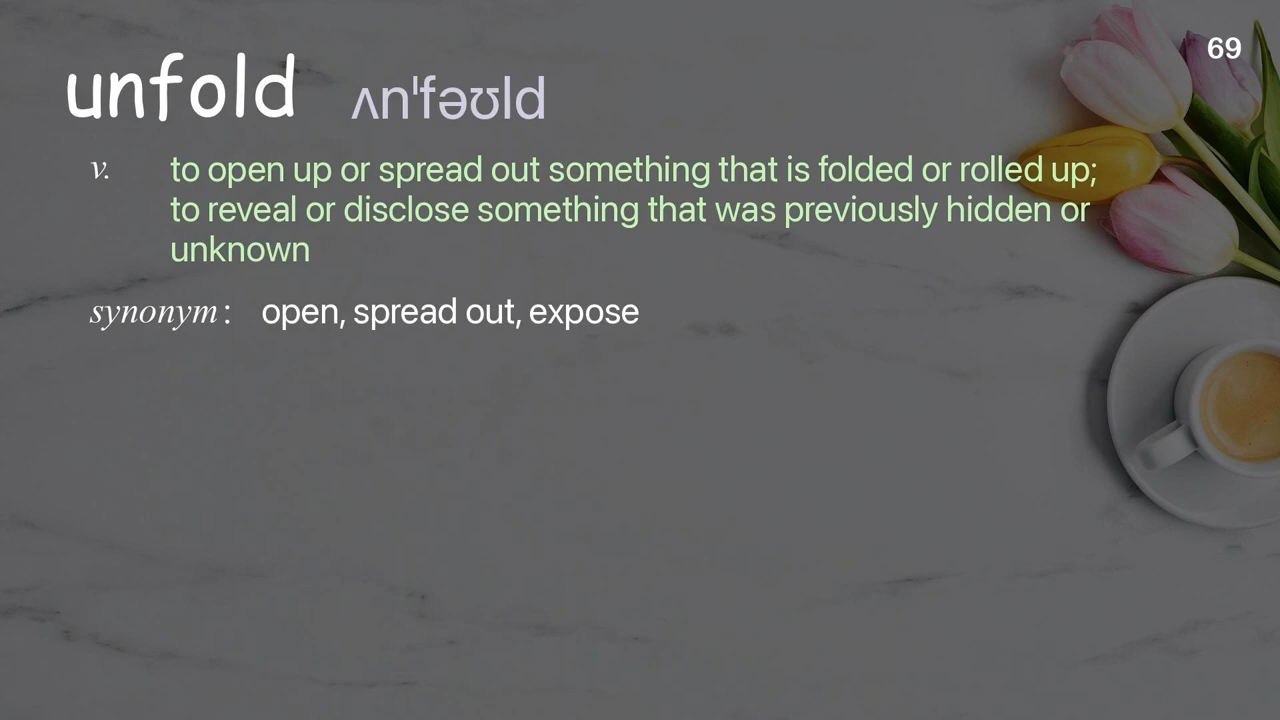 69
unfold ʌnˈfəʊld
v. to open up or spread out something that is folded or rolled up;
to reveal or disclose something that was previously hidden or
unknown
synonym: open, spread out, expose